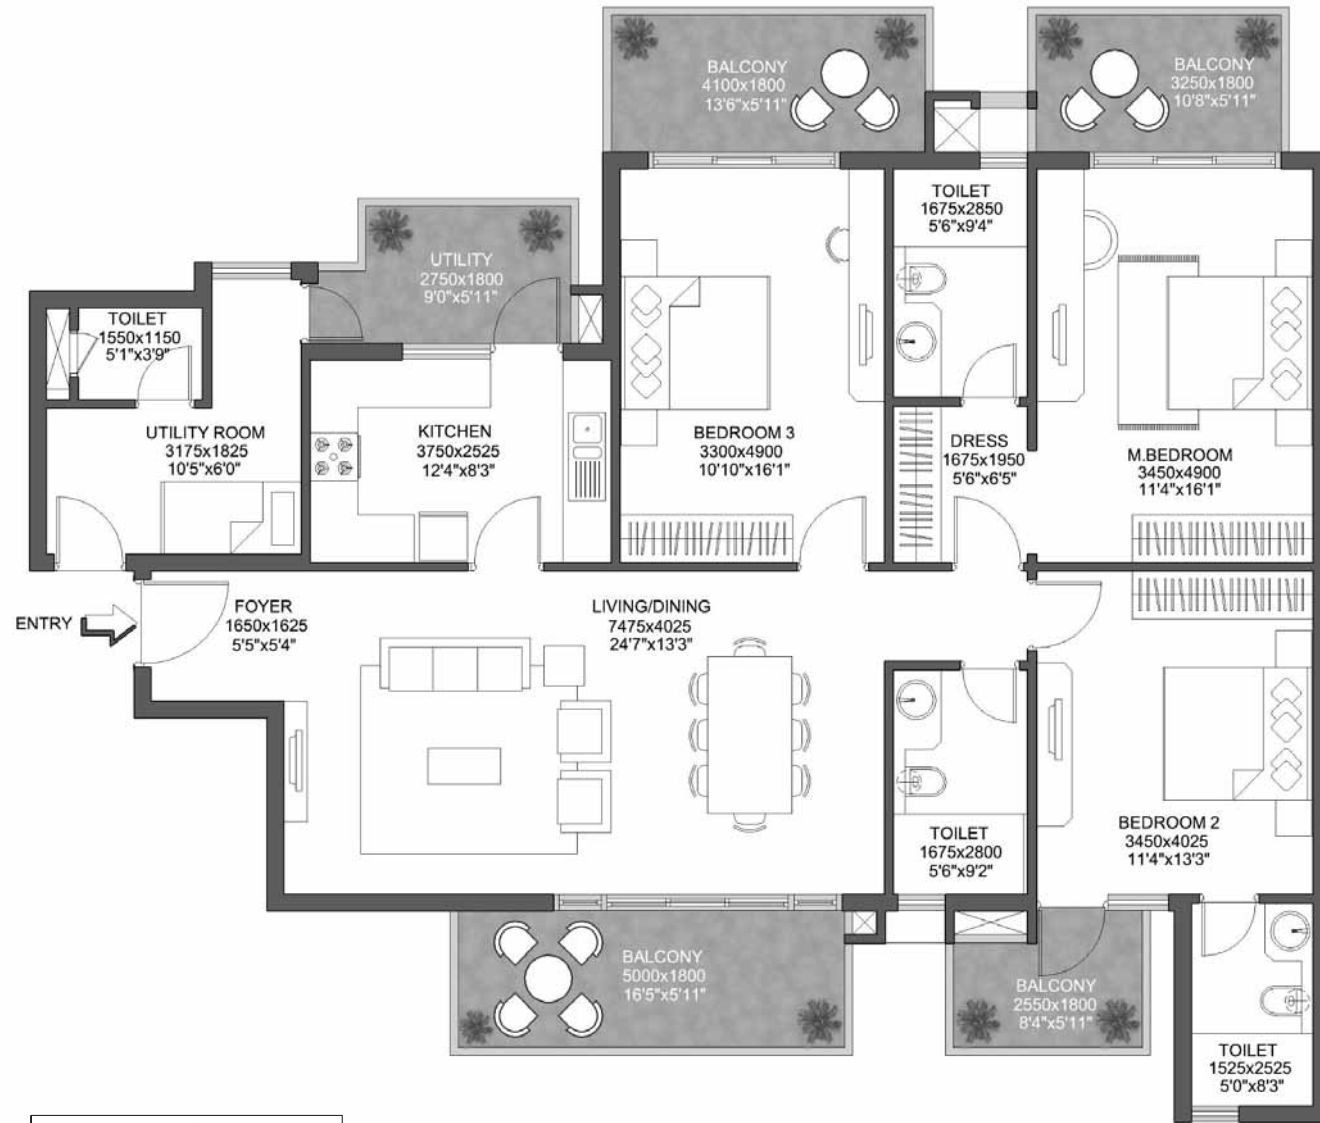 BALCONY
4100x1800
13'6"x5'11"
BALCONY
3250x1800
10'8"x5'11"
TOILET
1675x2850
5'6"x9'4"
UTILITY
2750x1800
9'0"x5'11"
TOILET
1550x1150
5'1"x3'9"
UTILITY ROOM
3175x1825
10'5"x6'0"
KITCHEN
3750x2525
12'4"x8'3"
BEDROOM 3
3300x4900
10'10"x16'1"
DRESS
1675x1950
5'6"x6'5"
M.BEDROOM
3450x4900
11'4"x16'1"
ENTRY
FOYER
1650x1625
5'5"x5'4"
LIVING/DINING
7475x4025
24'7"x13'3"
TOILET
1675x2800
5'6"x9'2"
BEDROOM 2
3450x4025
11'4"x13'3"
BALCONY
5000x1800
16'5"x5'11"
BALCONY
2550x1800
8'4"x5'11"
TOILET
1525x2525
5'0"x8'3"